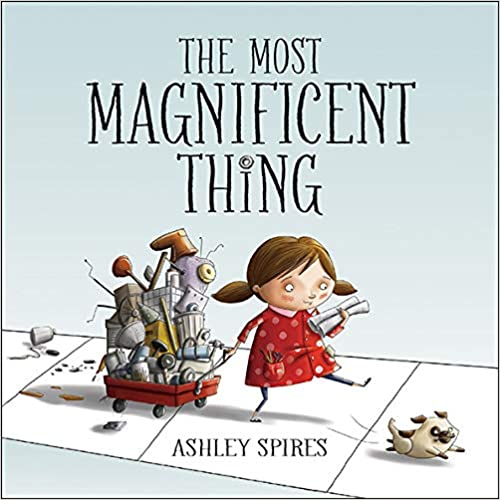 THE MOST
MAGNIFICENT
THiNG
ASHLEY SPIRES